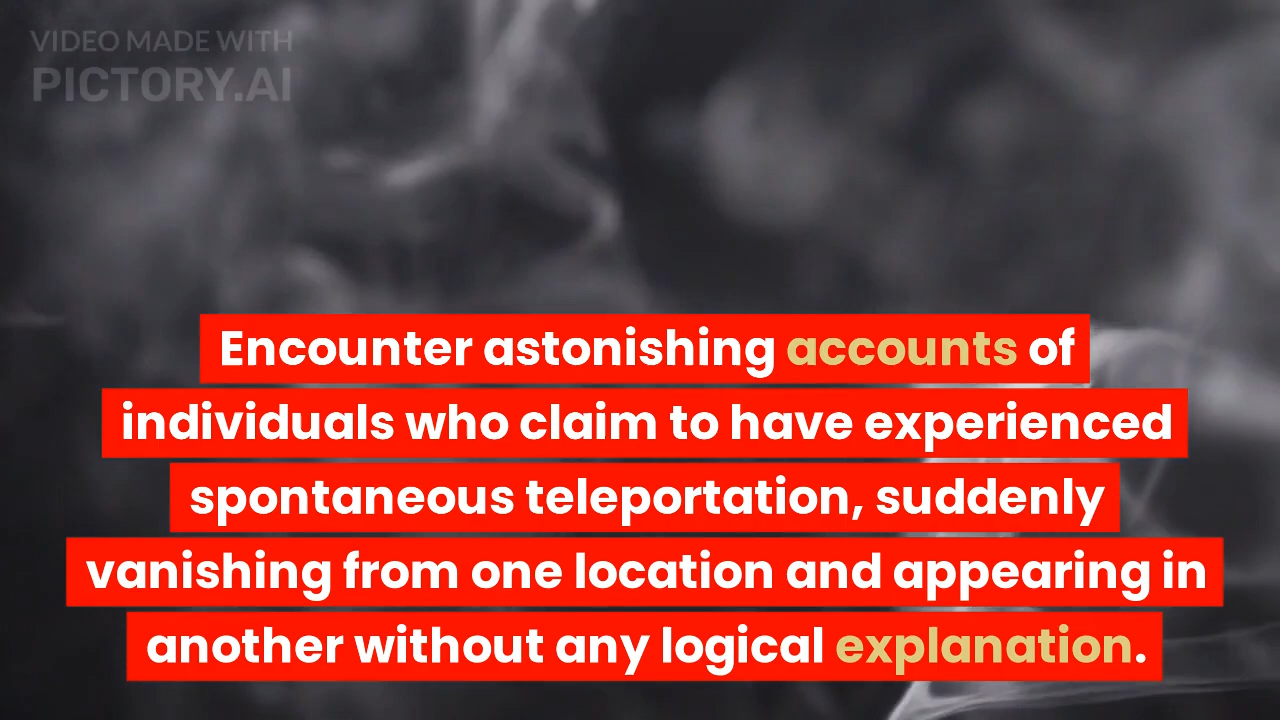 VIDEO MADE WITH
PICTORY.AI
Encounter astonishing accounts of
individuals who claim to have experienced
spontaneous teleportation, suddenly
vanishing from one location and appearing in
another without any logical explanation.